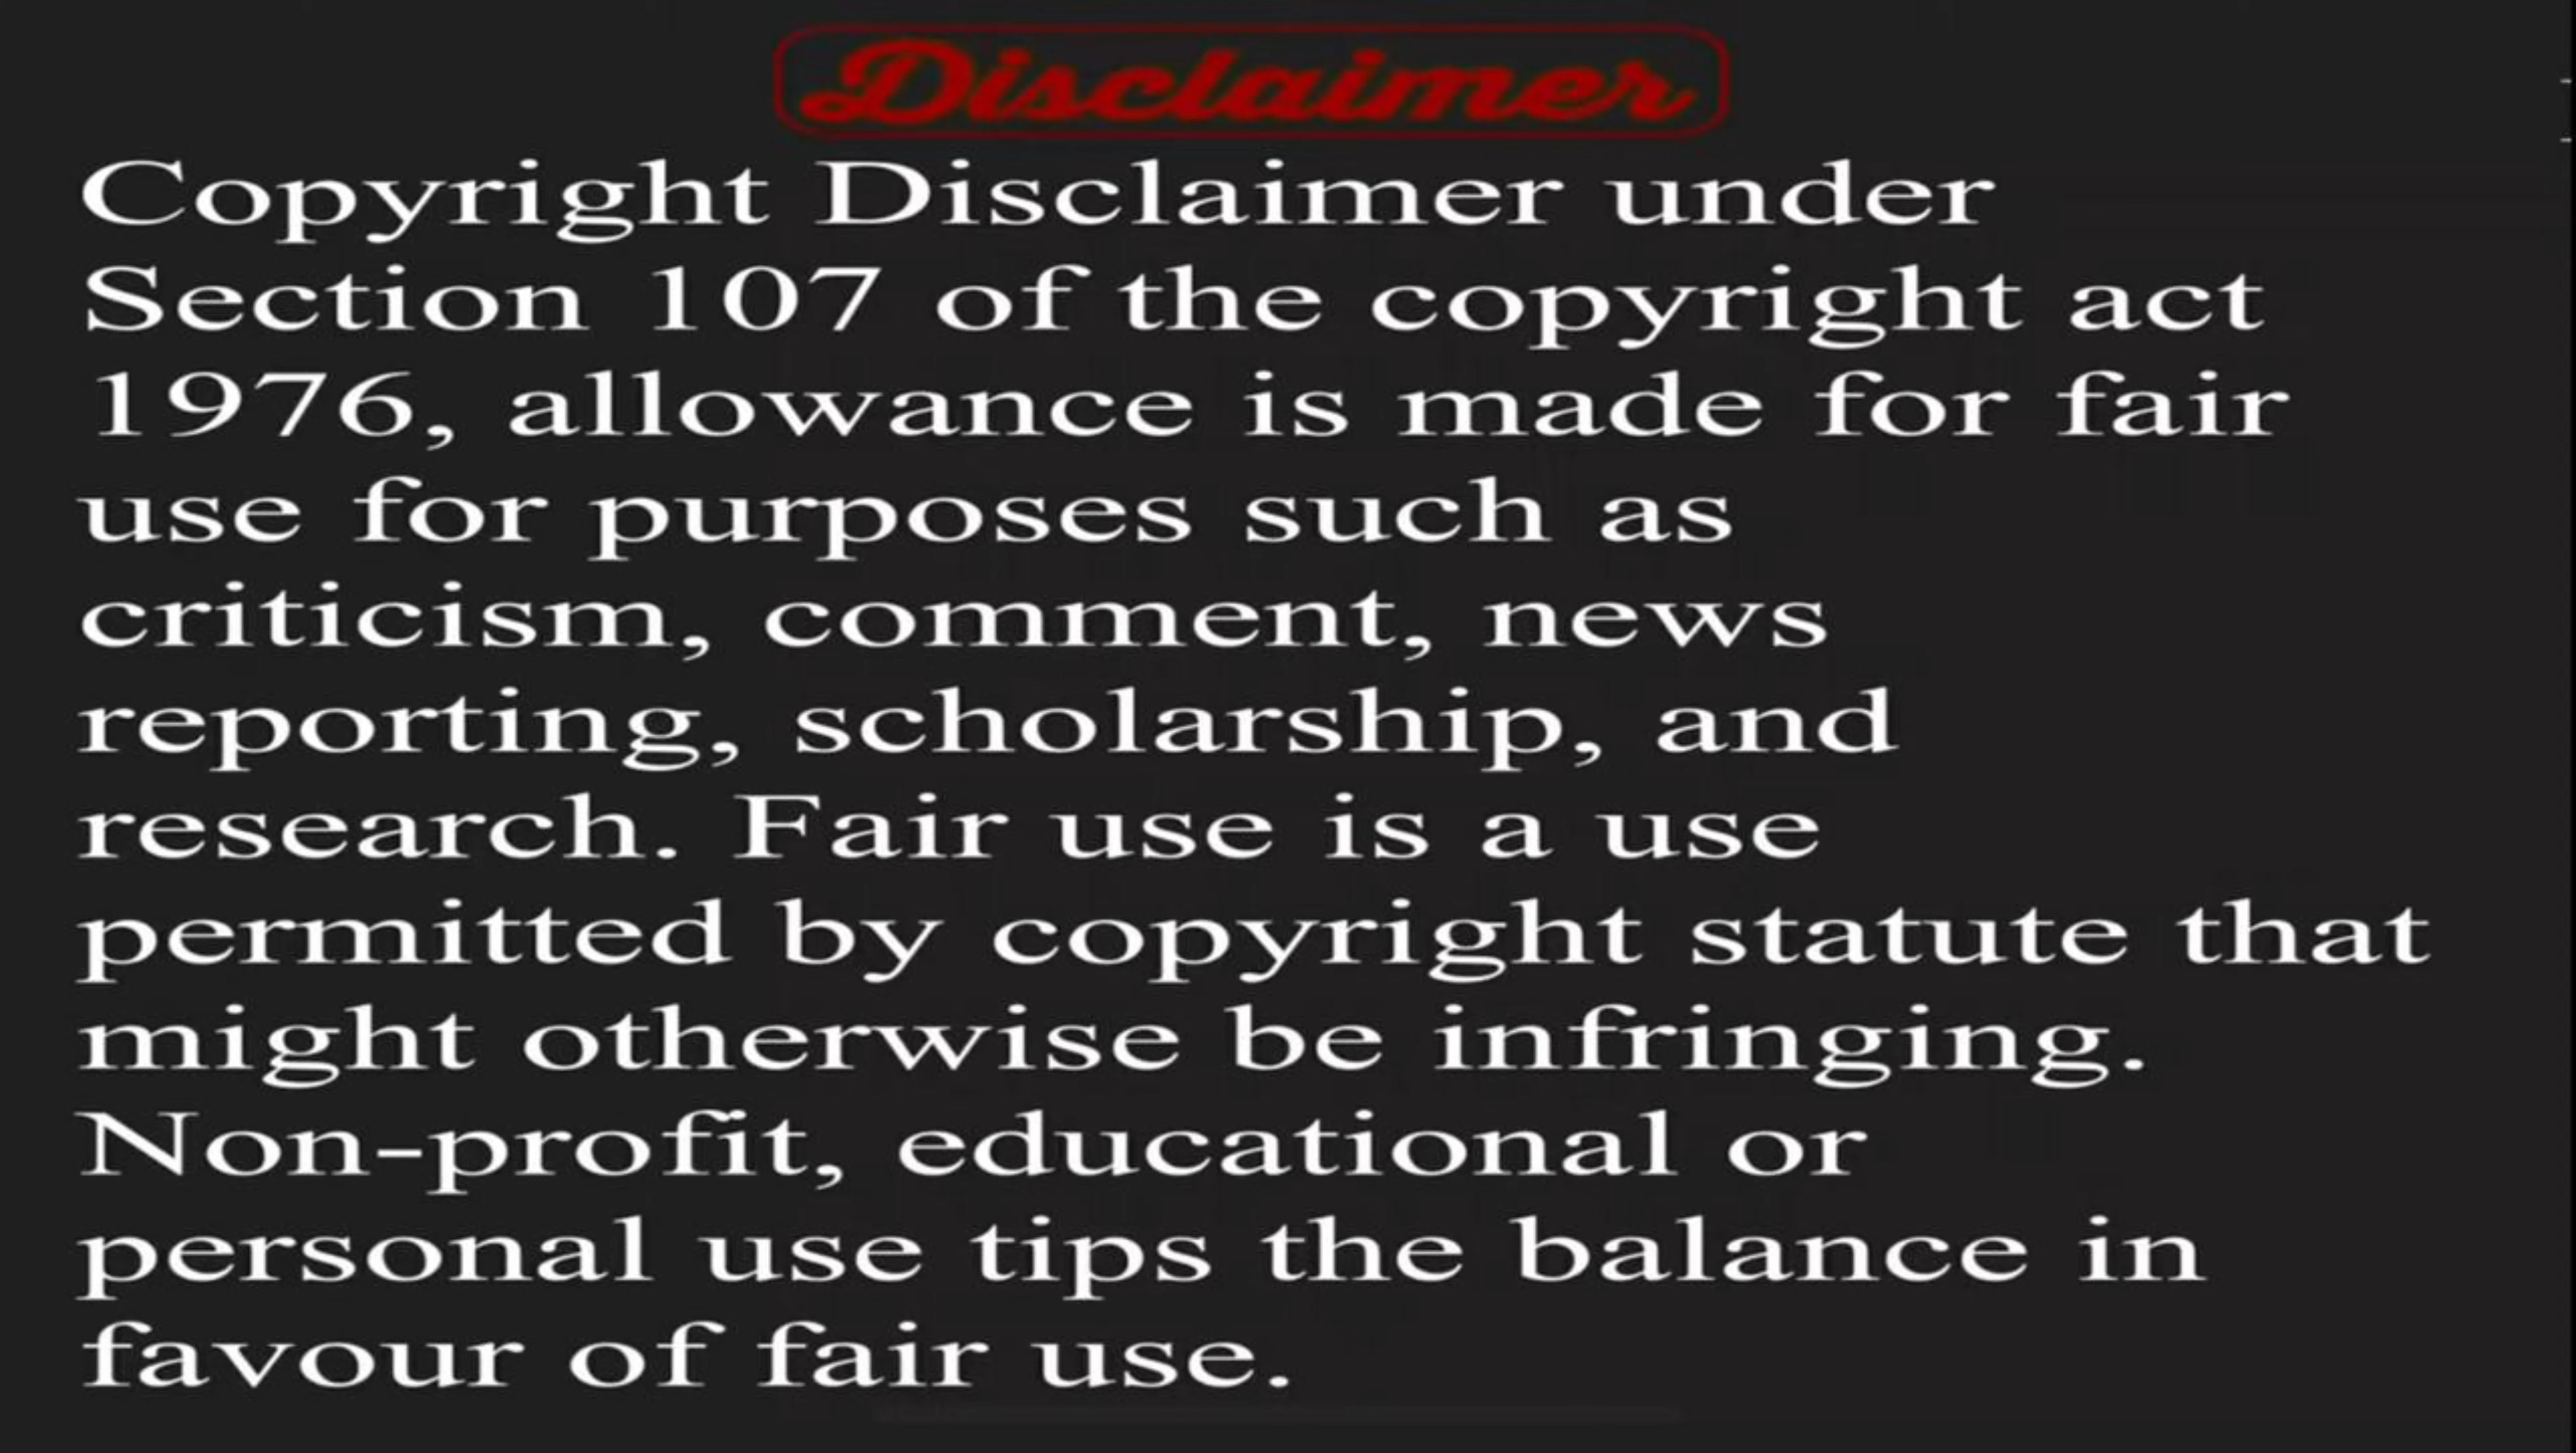 Disclaimer
Copyright Disclaimer under
Section 107 of the copyright act
1976, allowance is made for fair
use for purposes such as
criticism, comment, news
reporting, scholarship, and
research. Fair use is a use
permitted by copyright statute that
might otherwise be infringing.
Non-profit, educational or
personal use tips the balance in
favour of fair use.